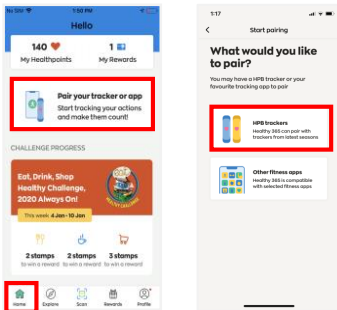 No SIM
1:50 PM
Hello
140
1
My Healthpoints
My Rewards
Pair your tracker or app
Start tracking your actions
and make them count!
CHALLENGE PROGRESS
Eat, Drink, Shop
Healthy Challenge,
2020 Always On!
This week 4 Jan - 10 Jan
2 stamps
2 stamps
3 stamps
to win a reward
to win a reward
to win a reward
Home
Explore
Scan
Rewards
Profile
1:17
Start pairing
What would you like
to pair?
You may have a HPB tracker or your
favourite tracking app to pair
HPB trackers
Healthy 365 can pair with
trackers from latest seasons
Other fitness apps
Healthy 365 is compatible
with selected fitness apps